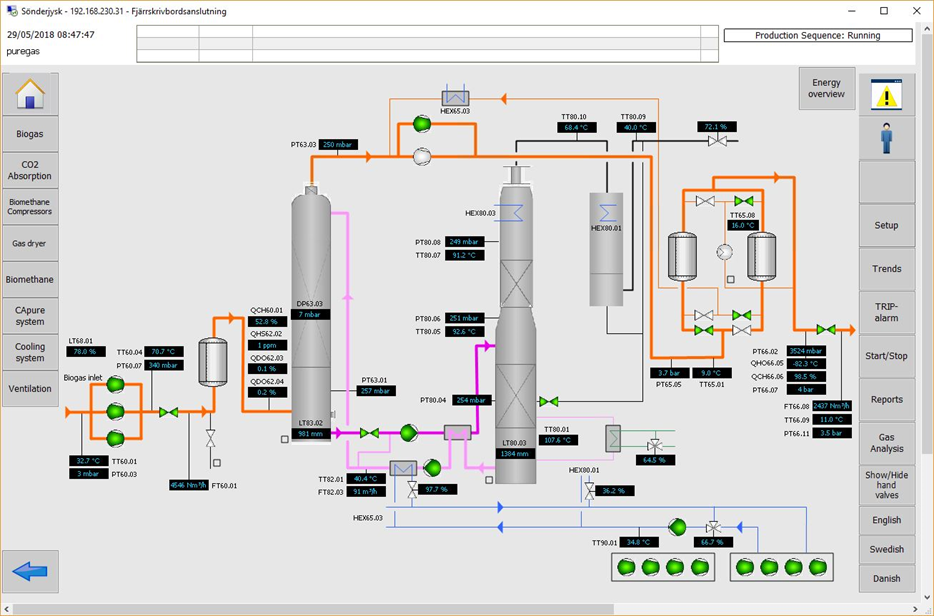 Sönderjysk - 192.168.230.31 - Fjärrskrivbordsanslutning
29/05/2018 08:47:47
puregas
Production Sequence: Running
Energy
overview
Biogas
CO2
Absorption
Biomethane
Compressors
Gas dryer
Biomethane
CApure
system
Cooling
system
Ventilation
Setup
Trends
TRIP-
alarm
Start/Stop
Reports
Gas
Analysis
Show/Hide
hand
valves
English
Swedish
Danish
HEX65.03
TT80.10
68.4 °C
TT80.09
40.0 °C
72.1 %
PT63.03
250 mbar
HEX80.03
HEX80.01
PT80.08
249 mbar
TT80.07
91.2 °C
TT65.08
16.0 °C
DP63.03
7 mbar
QCH60.01
52.8 %
QHS62.02
1 ppm
QDO62.03
0.1 %
QDO62.04
0.2 %
PT80.06
251 mbar
TT80.05
92.6 °C
LT68.01
78.0 %
TT60.04
70.7 °C
PT60.07
340 mbar
Biogas inlet
PT63.01
257 mbar
PT80.04
254 mbar
3.7 bar
PT65.05
9.0 °C
TT65.01
PT66.02
3524 mbar
QHO66.05
-82.3 °C
QCH66.06
98.5 %
PT66.07
4 bar
FT66.08
2437 Nm³/h
TT66.09
11.0 °C
PT66.11
3.5 bar
LT83.02
981 mm
LT80.03
1384 mm
TT80.01
107.6 °C
64.5 %
32.7 °C
TT60.01
3 mbar
PT60.03
4546 Nm³/h
FT60.01
TT82.01
40.4 °C
FT82.03
91 m³/h
97.7 %
HEX80.01
36.2 %
HEX65.03
TT90.01
34.8 °C
66.7 %